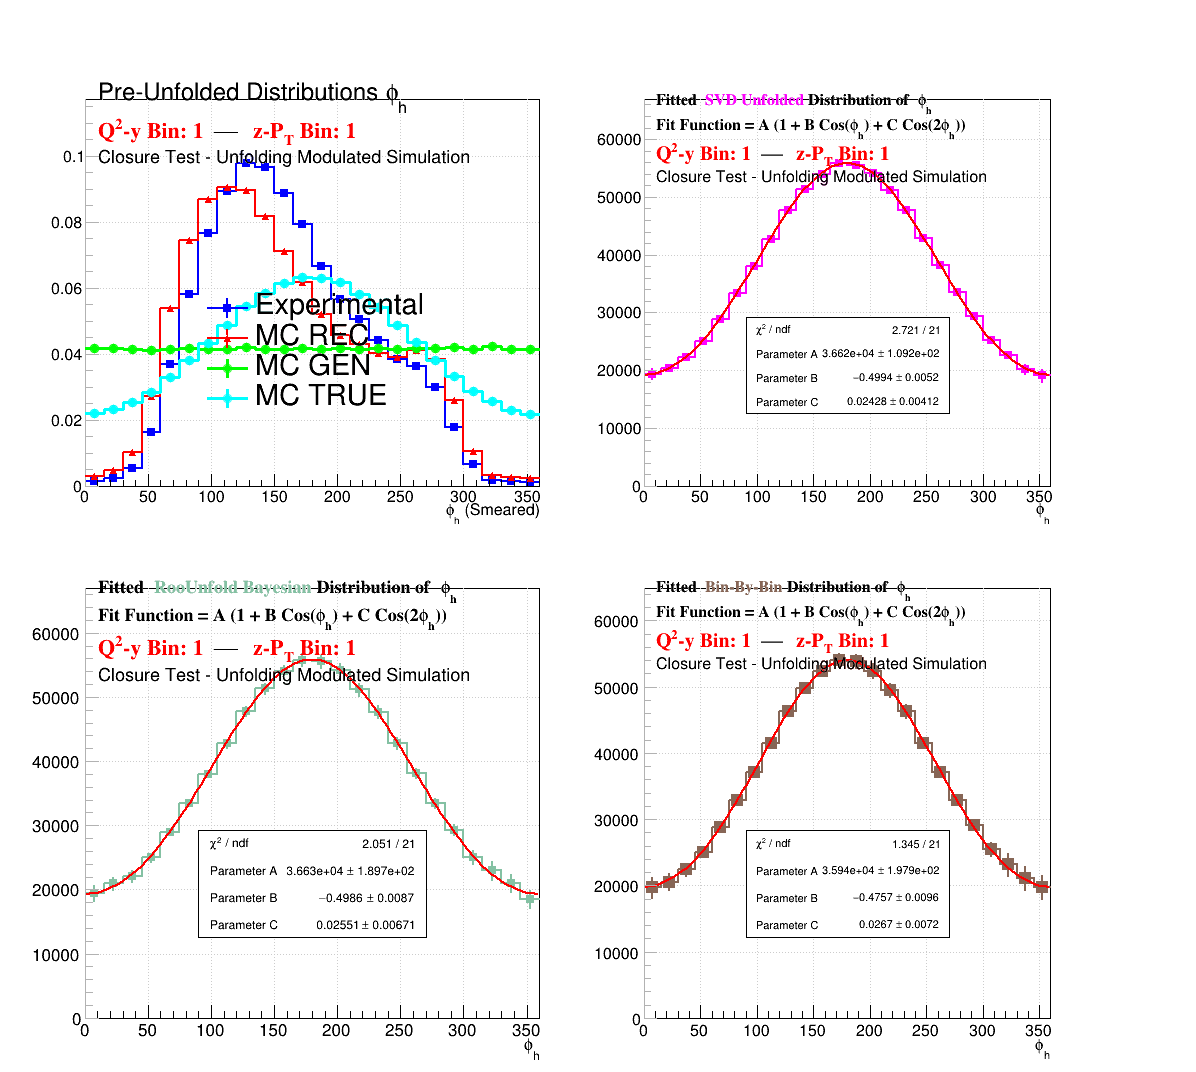 Pre-Unfolded Distributions ϕh
Q²-y Bin: 1 — z-PT Bin: 1
Closure Test - Unfolding Modulated Simulation
0.1
0.08
0.06
0.04
0.02
0
Experimental
MC REC
MC GEN
MC TRUE
0 50 100 150 200 250 300 350
ϕh (Smeared)
Fitted SVD Unfolded Distribution of ϕh
Fit Function = A (1 + B Cos(ϕh) + C Cos(2ϕh))
Q²-y Bin: 1 — z-PT Bin: 1
Closure Test - Unfolding Modulated Simulation
60000
50000
40000
30000
20000
10000
0
χ² / ndf 2.721 / 21
Parameter A 3.662e+04 ± 1.092e+02
Parameter B −0.4994 ± 0.0052
Parameter C 0.02428 ± 0.00412
0 50 100 150 200 250 300 350
ϕh
Fitted RooUnfold Bayesian Distribution of ϕh
Fit Function = A (1 + B Cos(ϕh) + C Cos(2ϕh))
Q²-y Bin: 1 — z-PT Bin: 1
Closure Test - Unfolding Modulated Simulation
60000
50000
40000
30000
20000
10000
0
χ² / ndf 2.051 / 21
Parameter A 3.663e+04 ± 1.897e+02
Parameter B −0.4986 ± 0.0087
Parameter C 0.02551 ± 0.00671
0 50 100 150 200 250 300 350
ϕh
Fitted Bin-By-Bin Distribution of ϕh
Fit Function = A (1 + B Cos(ϕh) + C Cos(2ϕh))
Q²-y Bin: 1 — z-PT Bin: 1
Closure Test - Unfolding Modulated Simulation
60000
50000
40000
30000
20000
10000
0
χ² / ndf 1.345 / 21
Parameter A 3.594e+04 ± 1.979e+02
Parameter B −0.4757 ± 0.0096
Parameter C 0.0267 ± 0.0072
0 50 100 150 200 250 300 350
ϕh